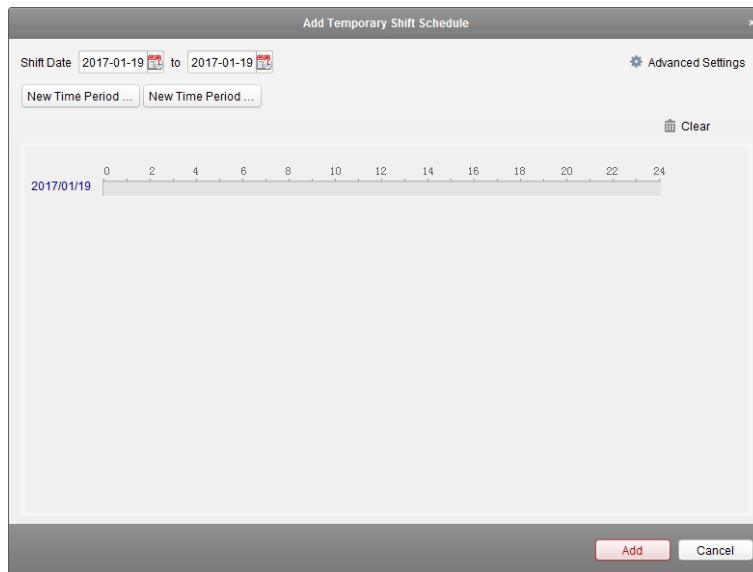 Add Temporary Shift Schedule
Shift Date 2017-01-19 to 2017-01-19 Advanced Settings
New Time Period ... New Time Period ...
Clear
0 2 4 6 8 10 12 14 16 18 20 22 24
2017/01/19
Add Cancel